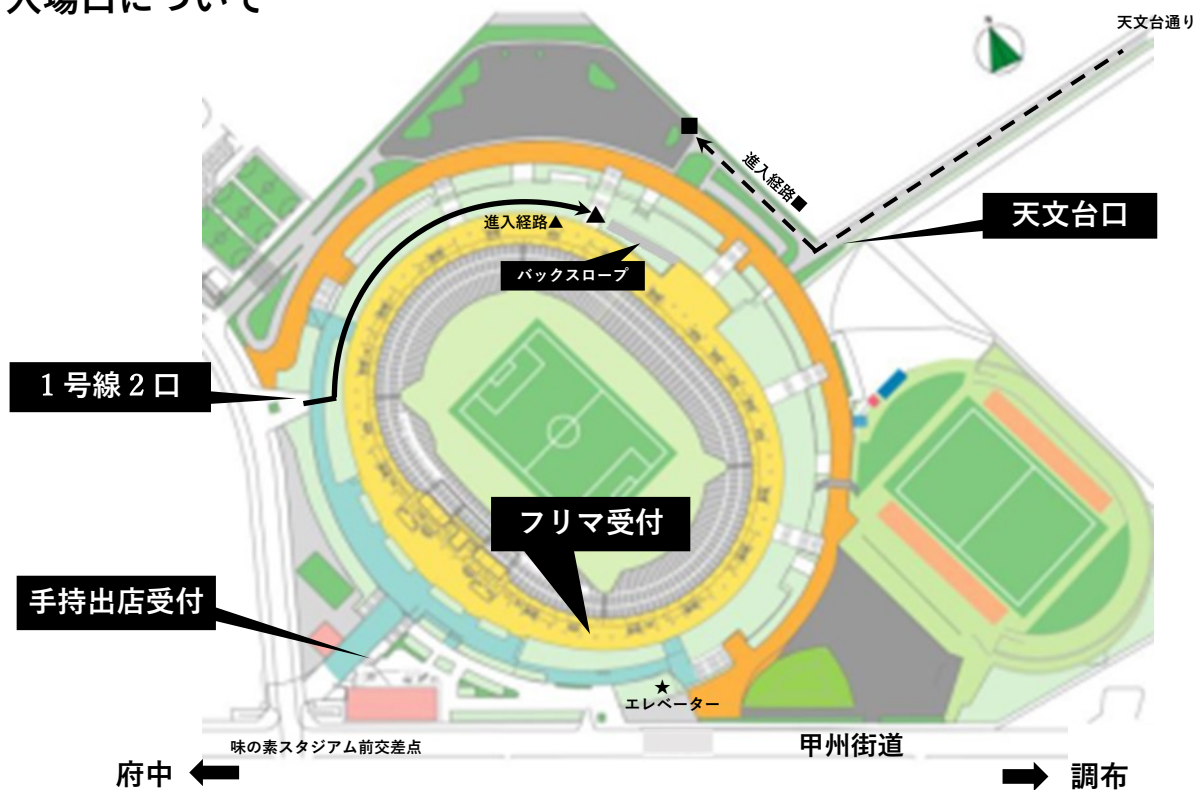 入場口について
天文台通り
進入経路■
天文台口
進入経路▲
バックスロープ
1号線2口
フリマ受付
手持出店受付
★
エレベーター
味の素スタジアム前交差点
甲州街道
府中
調布